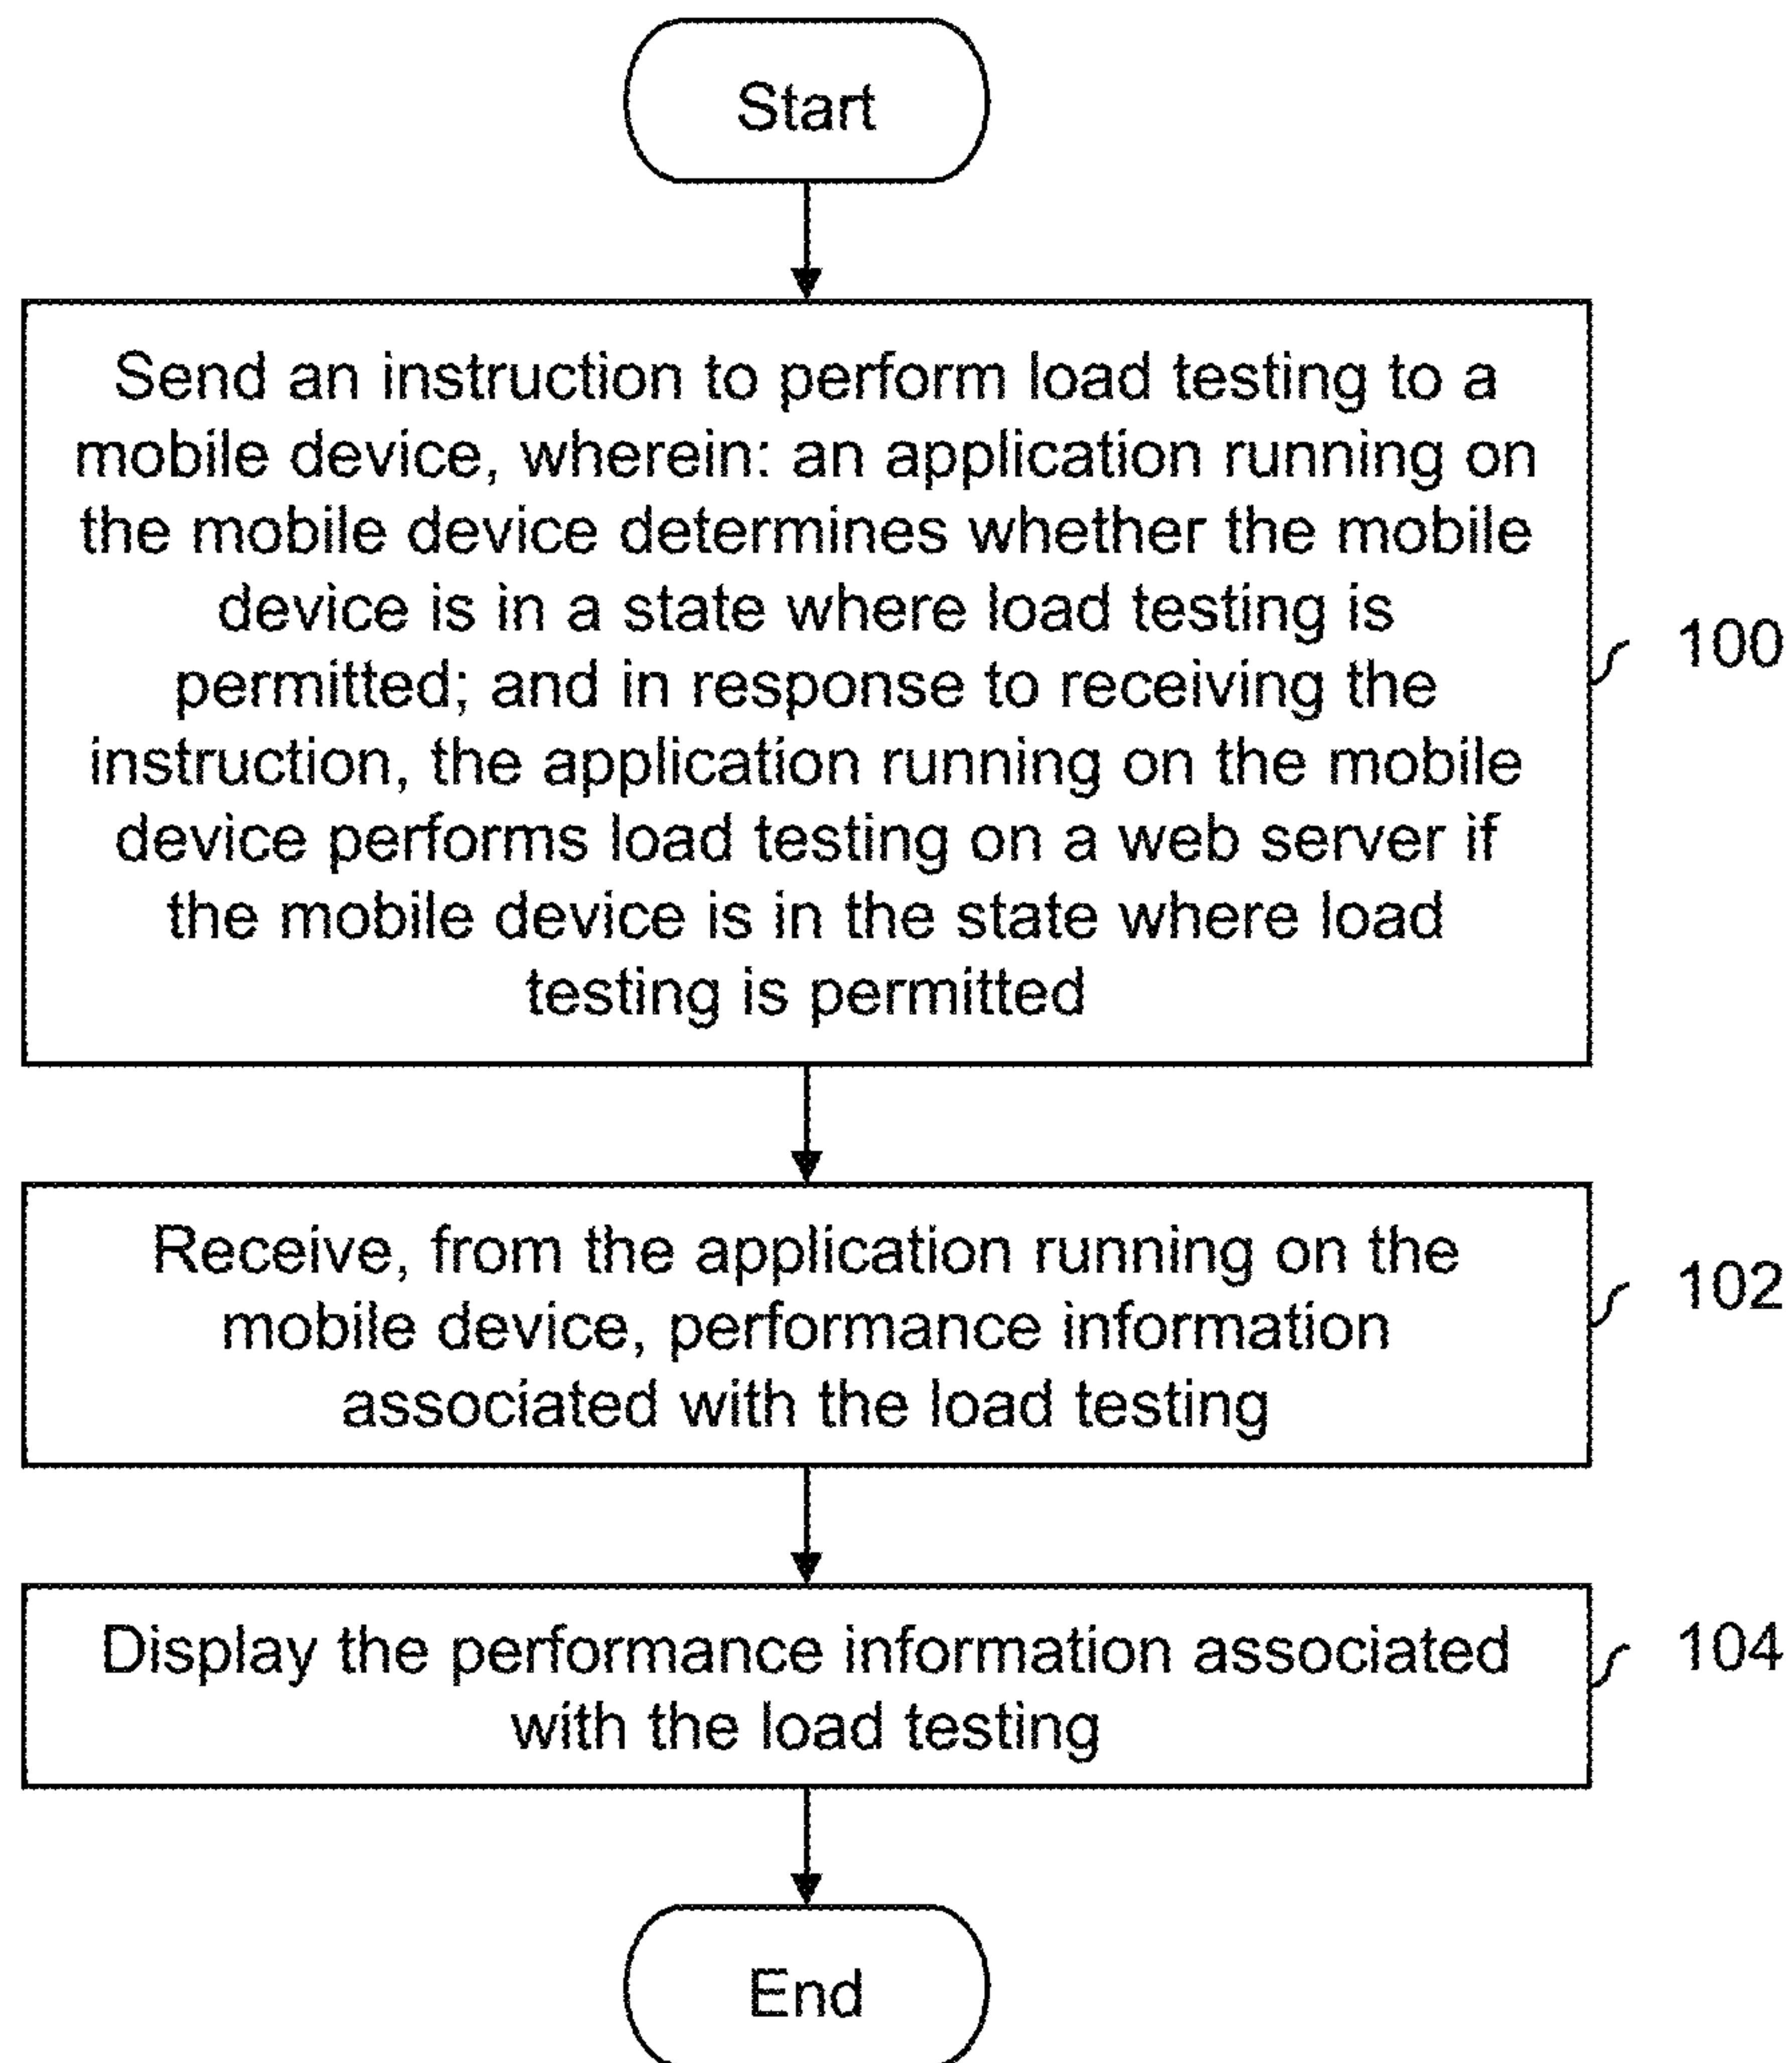 Start
Send an instruction to perform load testing to a
mobile device, wherein: an application running on
the mobile device determines whether the mobile
device is in a state where load testing is
permitted; and in response to receiving the
instruction, the application running on the mobile
device performs load testing on a web server if
the mobile device is in the state where load
testing is permitted
100
Receive, from the application running on the
mobile device, performance information
associated with the load testing
102
Display the performance information associated
with the load testing
104
End